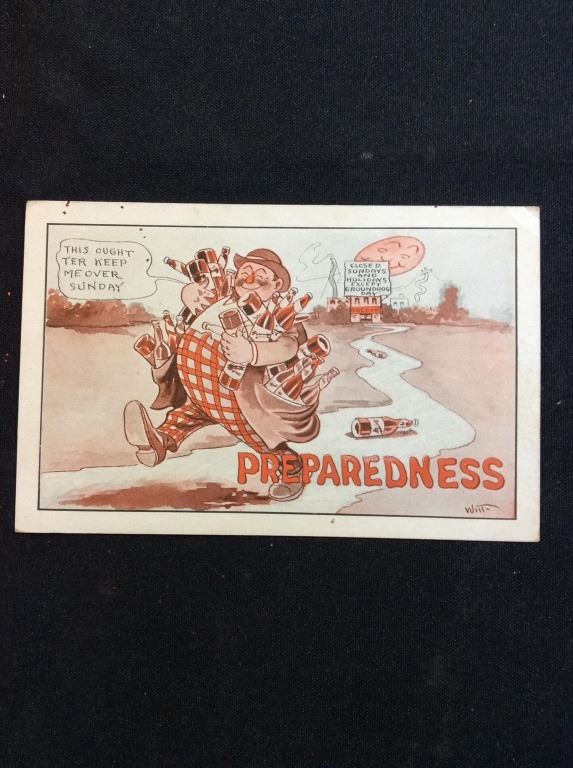 THIS OUGHT
TER KEEP
ME OVER
SUNDAY
CLOSED
SUNDAYS
AND
HOLIDAYS
EXCEPT
GROUNDHOG
DAY
PREPAREDNESS
Witt